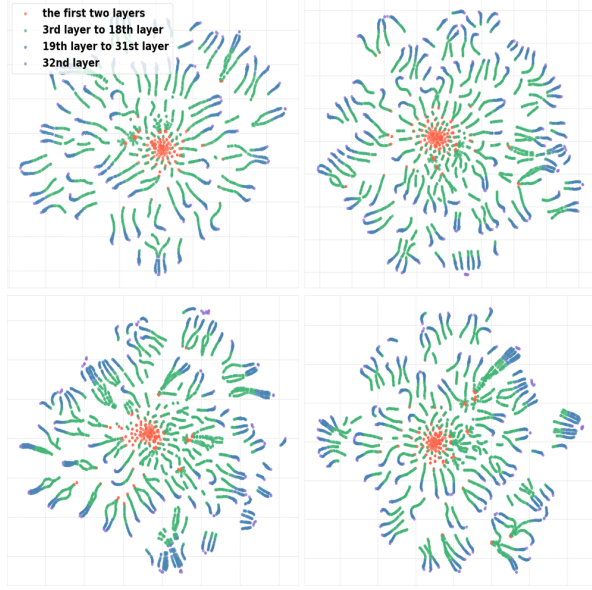 the first two layers
3rd layer to 18th layer
19th layer to 31st layer
32nd layer